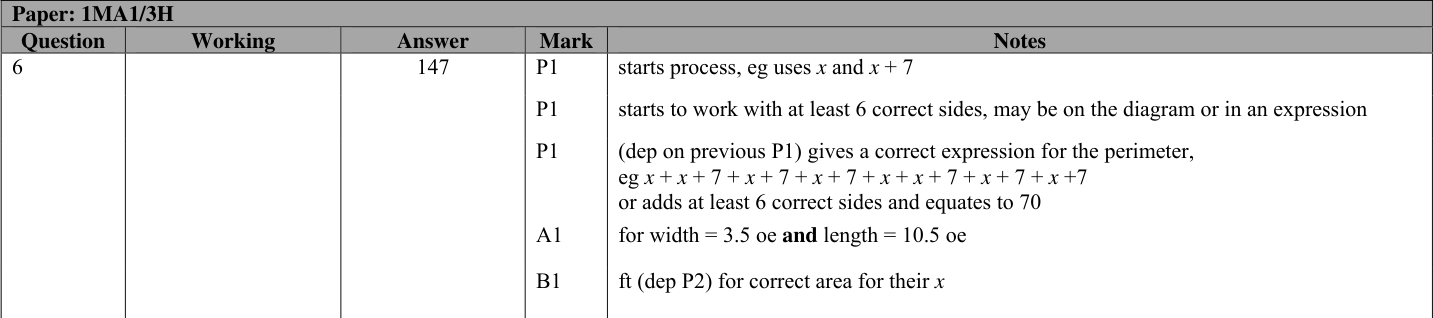 Paper: 1MA1/3H
Question Working Answer Mark Notes
6 147 P1 starts process, eg uses x and x + 7
P1 starts to work with at least 6 correct sides, may be on the diagram or in an expression
P1 (dep on previous P1) gives a correct expression for the perimeter,
eg x + x + 7 + x + 7 + x + 7 + x + x + 7 + x + 7 + x +7
or adds at least 6 correct sides and equates to 70
A1 for width = 3.5 oe and length = 10.5 oe
B1 ft (dep P2) for correct area for their x